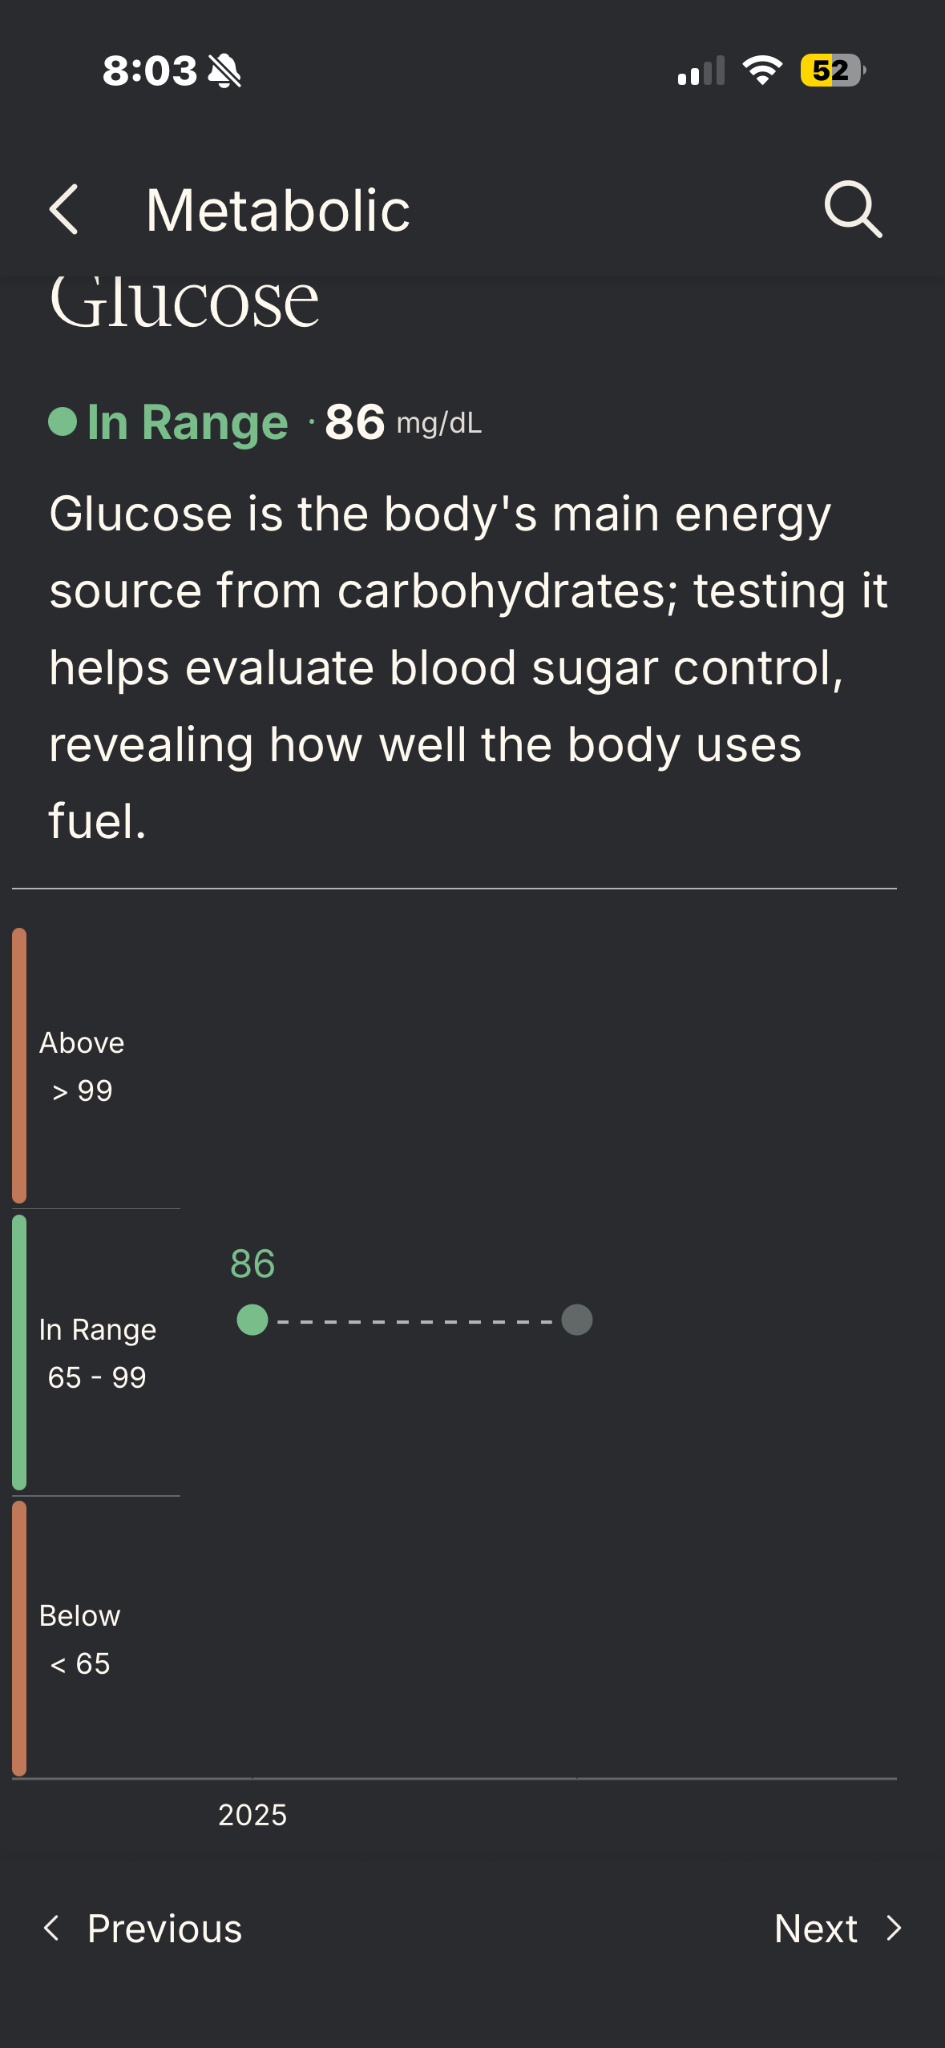 8:03
52
Metabolic
Glucose
In Range · 86 mg/dL
Glucose is the body's main energy
source from carbohydrates; testing it
helps evaluate blood sugar control,
revealing how well the body uses
fuel.
Above
> 99
86
In Range
65 - 99
Below
< 65
2025
Previous
Next